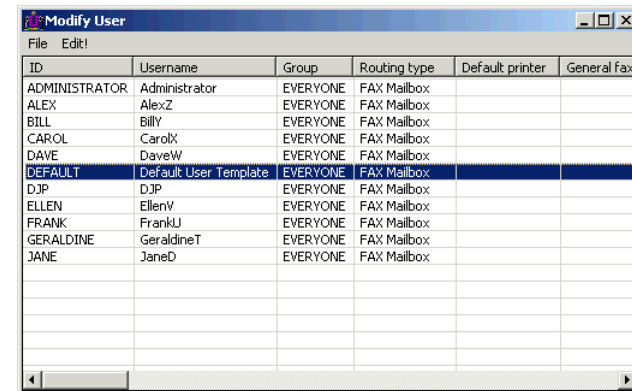 Modify User
File Edit!
ID Username Group Routing type Default printer General fax
ADMINISTRATOR Administrator EVERYONE FAX Mailbox
ALEX AlexZ EVERYONE FAX Mailbox
BILL BillY EVERYONE FAX Mailbox
CAROL CarolX EVERYONE FAX Mailbox
DAVE DaveW EVERYONE FAX Mailbox
DEFAULT Default User Template EVERYONE FAX Mailbox
DJP DJP EVERYONE FAX Mailbox
ELLEN EllenV EVERYONE FAX Mailbox
FRANK FrankU EVERYONE FAX Mailbox
GERALDINE GeraldineT EVERYONE FAX Mailbox
JANE JaneD EVERYONE FAX Mailbox